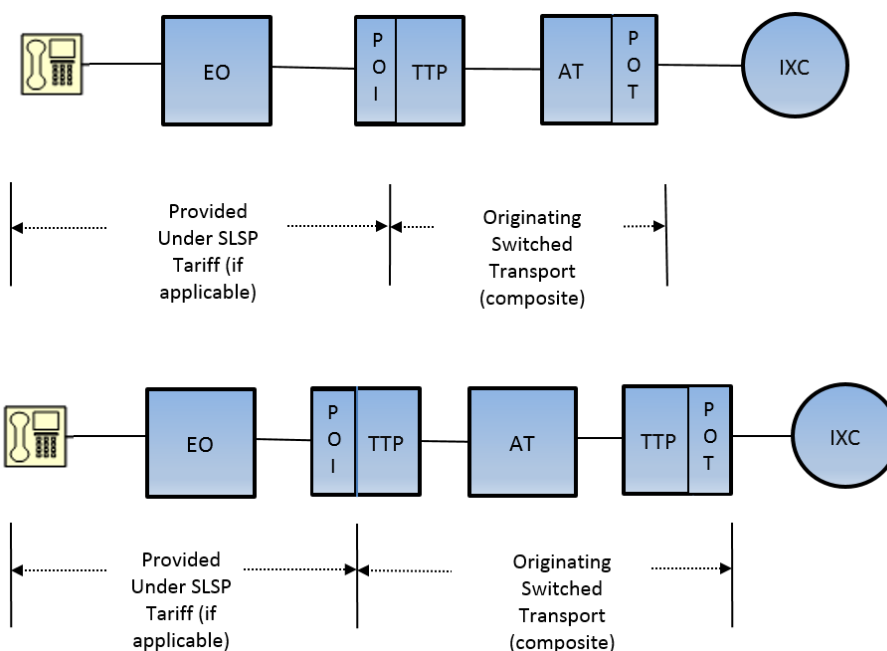 EO
P
O
I
TTP
AT
P
O
T
IXC
Provided
Under SLSP
Tariff (if
applicable)
Originating
Switched
Transport
(composite)
EO
P
O
I
TTP
AT
TTP
P
O
T
IXC
Provided
Under SLSP
Tariff (if
applicable)
Originating
Switched
Transport
(composite)